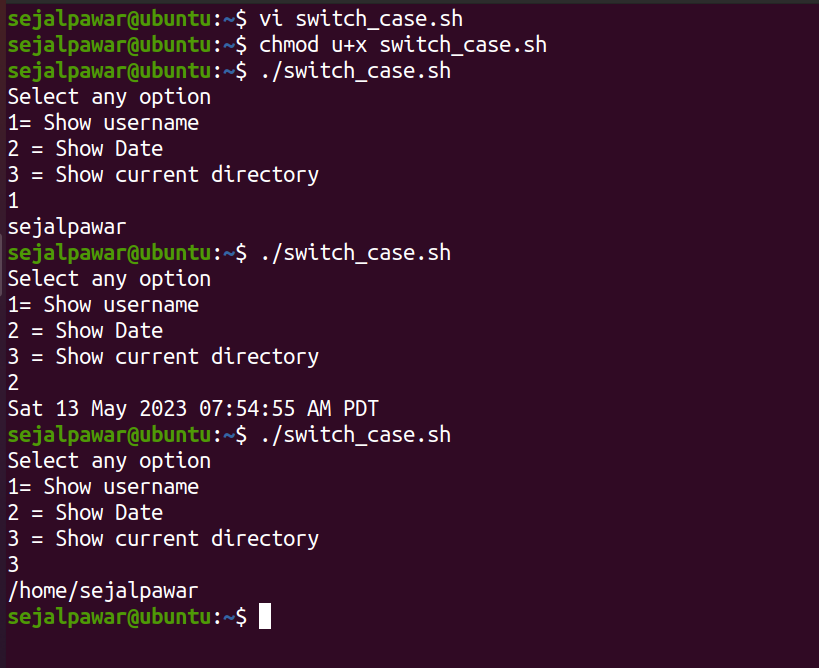 sejalpawar@ubuntu:~$ vi switch_case.sh
sejalpawar@ubuntu:~$ chmod u+x switch_case.sh
sejalpawar@ubuntu:~$ ./switch_case.sh
Select any option
1= Show username
2 = Show Date
3 = Show current directory
1
sejalpawar
sejalpawar@ubuntu:~$ ./switch_case.sh
Select any option
1= Show username
2 = Show Date
3 = Show current directory
2
Sat 13 May 2023 07:54:55 AM PDT
sejalpawar@ubuntu:~$ ./switch_case.sh
Select any option
1= Show username
2 = Show Date
3 = Show current directory
3
/home/sejalpawar
sejalpawar@ubuntu:~$